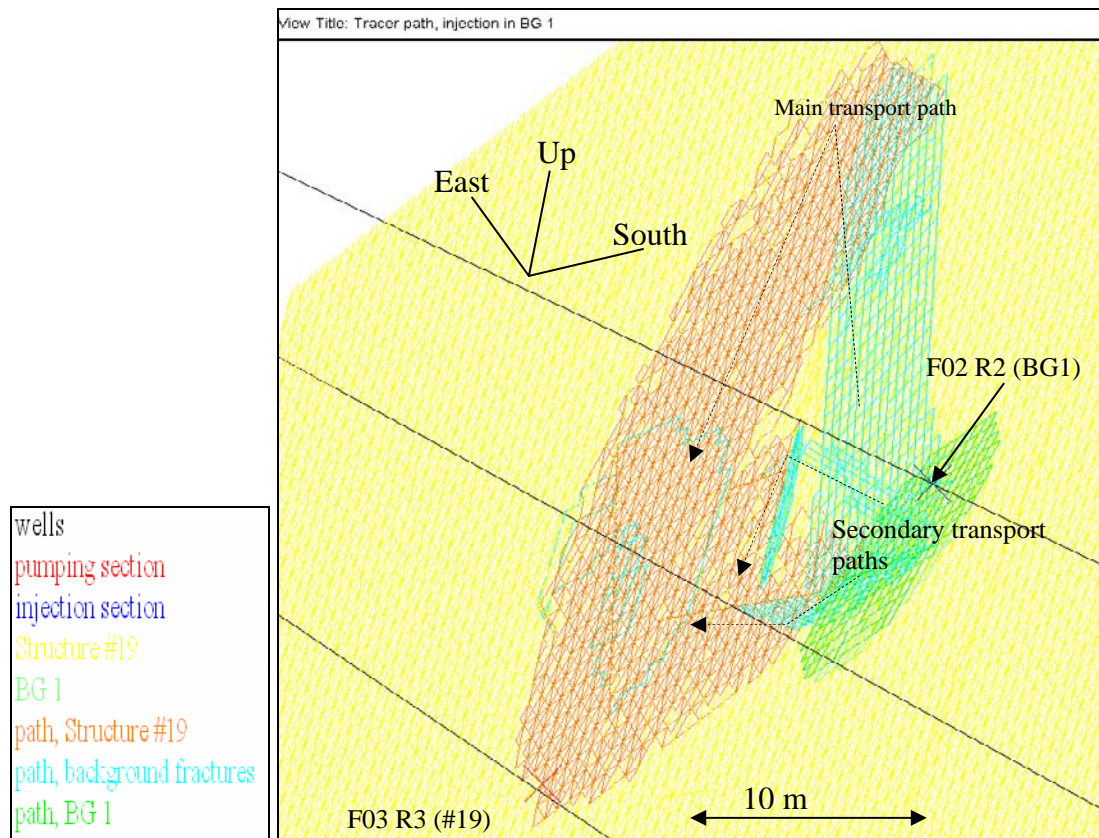 View Title: Tracer path, injection in BG 1
Main transport path
Up
East
South
F02 R2 (BG1)
Secondary transport
paths
wells
pumping section
injection section
Structure #19
BG 1
path, Structure #19
path, background fractures
path, BG 1
10 m
F03 R3 (#19)